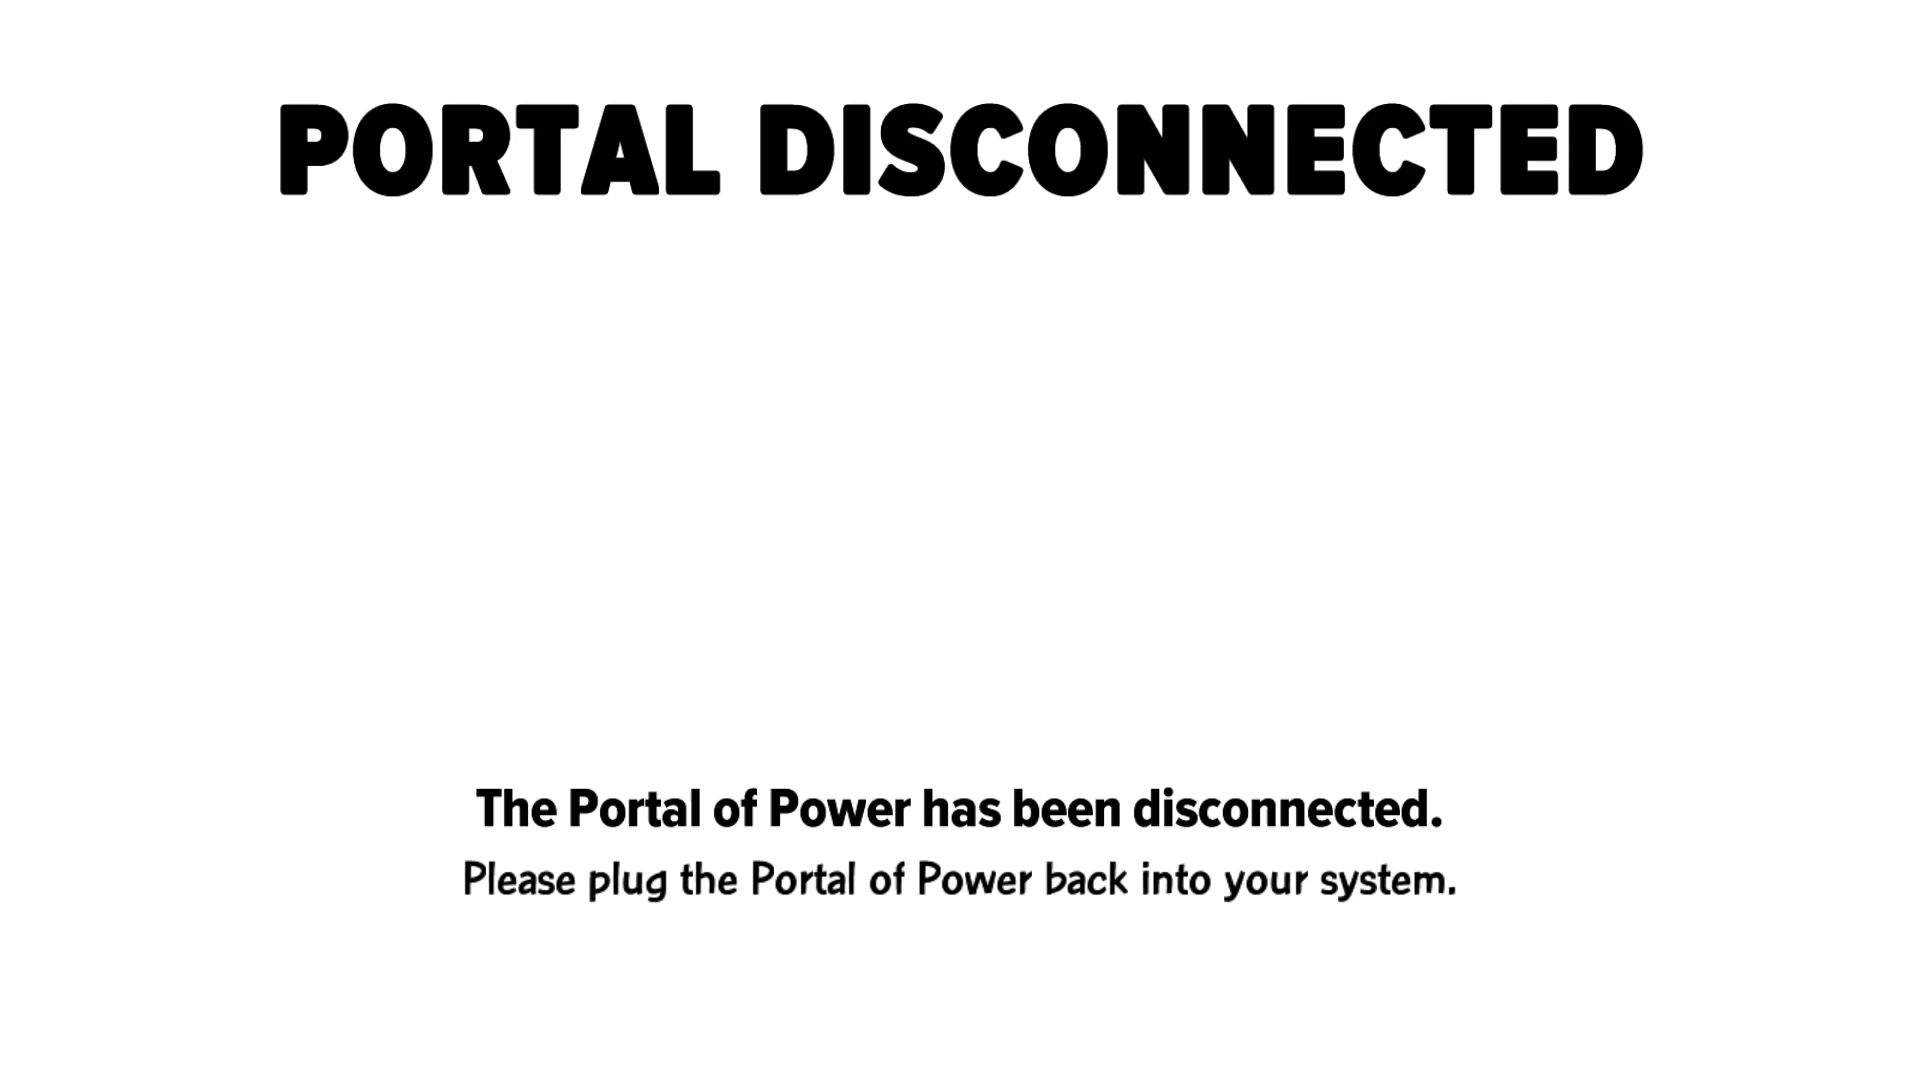 PORTAL DISCONNECTED
The Portal of Power has been disconnected.
Please plug the Portal of Power back into your system.